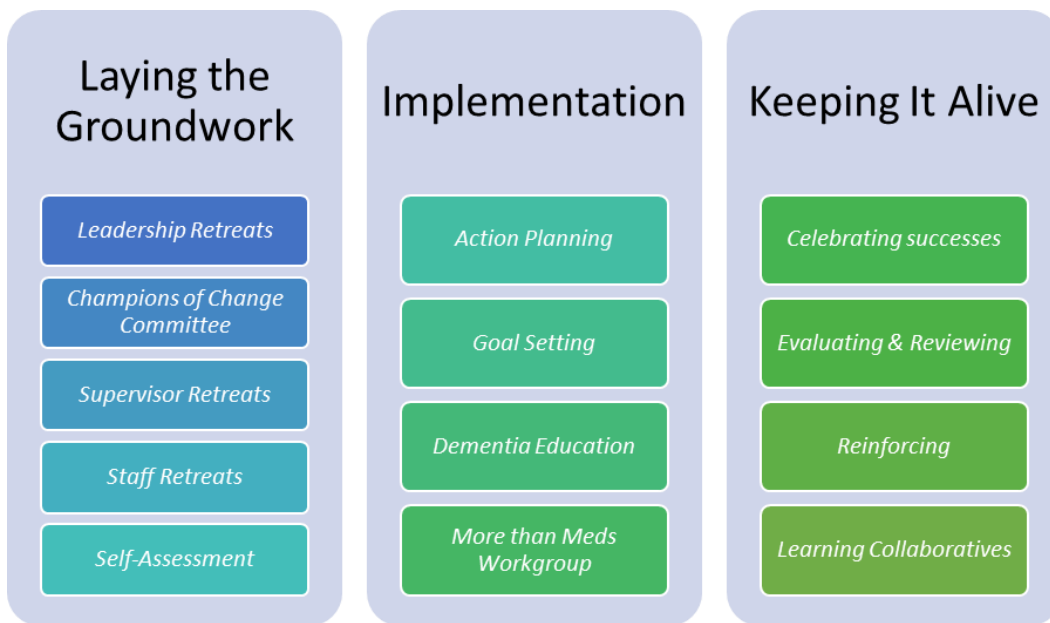 Laying the
Groundwork
Leadership Retreats
Champions of Change
Committee
Supervisor Retreats
Staff Retreats
Self-Assessment
Implementation
Action Planning
Goal Setting
Dementia Education
More than Meds
Workgroup
Keeping It Alive
Celebrating successes
Evaluating & Reviewing
Reinforcing
Learning Collaboratives